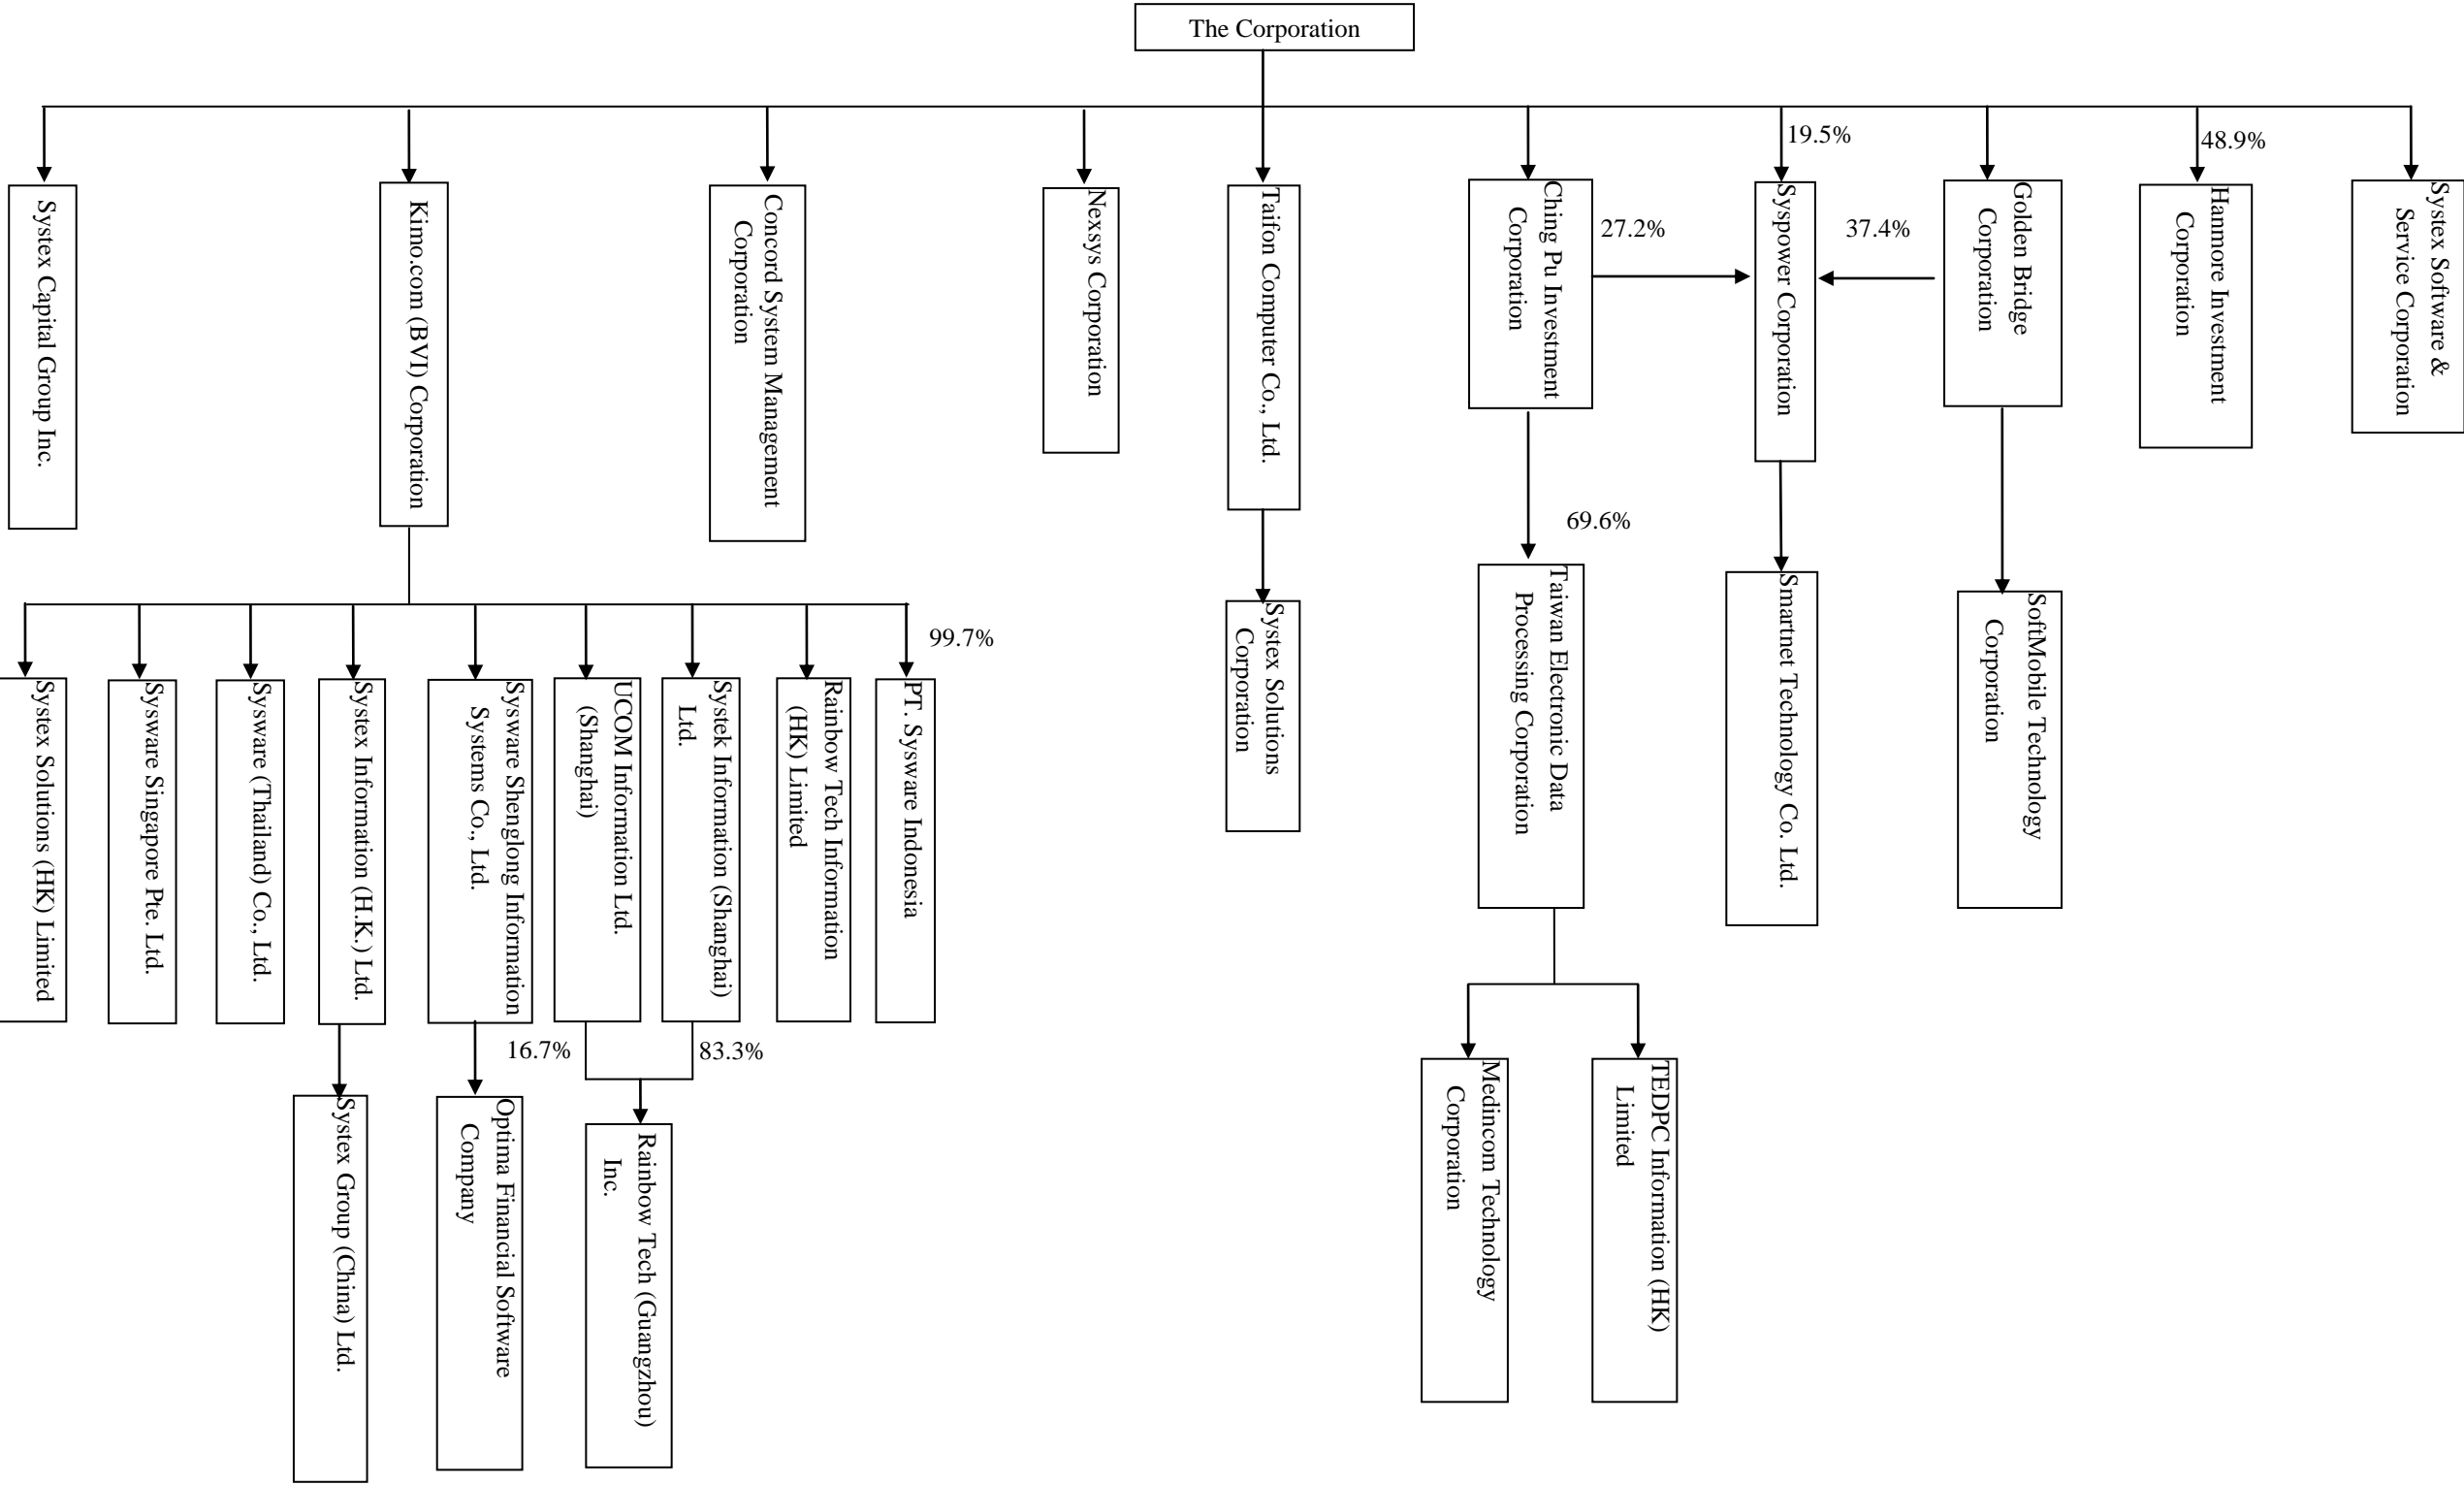 The Corporation
19.5%
48.9%
Systex Capital Group Inc.
Kimo.com (BVI) Corporation
Concord System Management
Corporation
Nexsys Corporation
Taifon Computer Co., Ltd.
Ching Pu Investment
Corporation
27.2%
Syspower Corporation
37.4%
Golden Bridge
Corporation
Hanmore Investment
Corporation
Systex Software &
Service Corporation
69.6%
99.7%
Systex Solutions (HK) Limited
Sysware Singapore Pte. Ltd.
Sysware (Thailand) Co., Ltd.
Systex Information (H.K.) Ltd.
Sysware Shenglong Information
Systems Co., Ltd.
UCOM Information Ltd.
(Shanghai)
Systek Information (Shanghai)
Ltd.
Rainbow Tech Information
(HK) Limited
PT. Sysware Indonesia
Systex Solutions
Corporation
Taiwan Electronic Data
Processing Corporation
Smartnet Technology Co. Ltd.
SoftMobile Technology
Corporation
16.7%
83.3%
Systex Group (China) Ltd.
Optima Financial Software
Company
Rainbow Tech (Guangzhou)
Inc.
Medincom Technology
Corporation
TEDPC Information (HK)
Limited